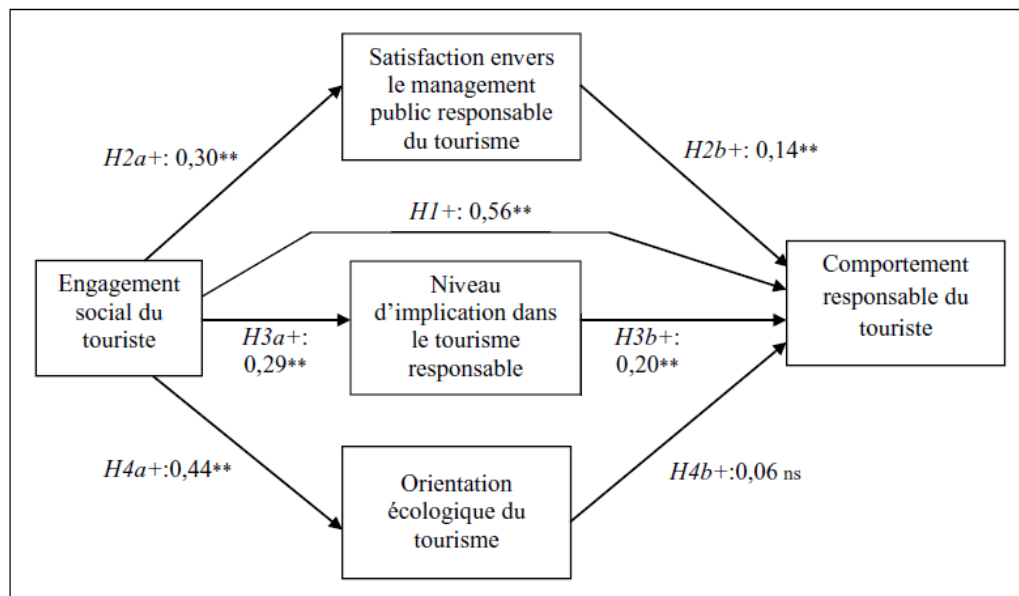 Satisfaction envers
le management
public responsable
du tourisme
H2a+: 0,30**
H2b+: 0,14**
H1+: 0,56**
Engagement
social du
touriste
Niveau
d'implication dans
le tourisme
responsable
Comportement
responsable du
touriste
H3a+:
0,29**
H3b+:
0,20**
H4a+:0,44**
H4b+:0,06 ns
Orientation
écologique du
tourisme